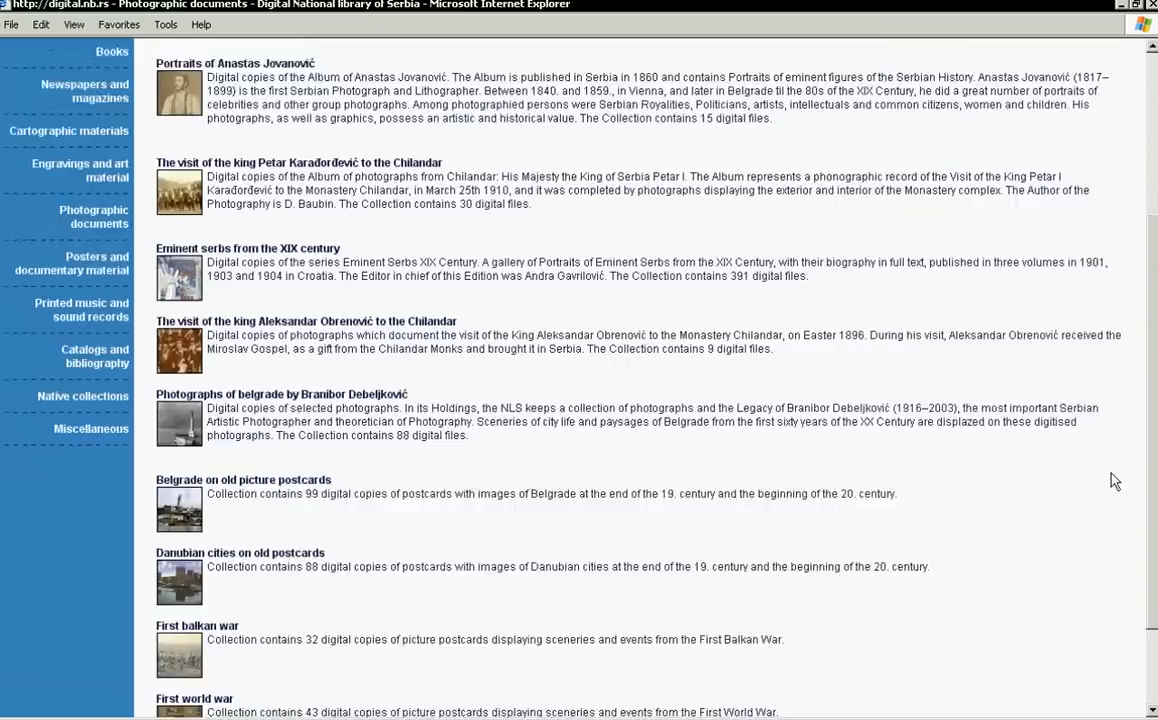 http://digital.nb.rs - Photographic documents - Digital National library of Serbia - Microsoft Internet Explorer
File Edit View Favorites Tools Help
Books
Newspapers and
magazines
Cartographic materials
Engravings and art
material
Photographic
documents
Posters and
documentary material
Printed music and
sound records
Catalogs and
bibliography
Native collections
Miscellaneous
Portraits of Anastas Jovanović
Digital copies of the Album of Anastas Jovanović. The Album is published in Serbia in 1860 and contains Portraits of eminent figures of the Serbian History. Anastas Jovanović (1817–
1899) is the first Serbian Photograph and Lithographer. Between 1840. and 1859., in Vienna, and later in Belgrade til the 80s of the XIX Century, he did a great number of portraits of
celebrities and other group photographs. Among photographied persons were Serbian Royalities, Politicians, artists, intellectuals and common citizens, women and children. His
photographs, as well as graphics, possess an artistic and historical value. The Collection contains 15 digital files.
The visit of the king Petar Karađorđević to the Chilandar
Digital copies of the Album of photographs from Chilandar: His Majesty the King of Serbia Petar I. The Album represents a phonographic record of the Visit of the King Petar I
Karađorđević to the Monastery Chilandar, in March 25th 1910, and it was completed by photographs displaying the exterior and interior of the Monastery complex. The Author of the
Photography is D. Baubin. The Collection contains 30 digital files.
Eminent serbs from the XIX century
Digital copies of the series Eminent Serbs XIX Century. A gallery of Portraits of Eminent Serbs from the XIX Century, with their biography in full text, published in three volumes in 1901,
1903 and 1904 in Croatia. The Editor in chief of this Edition was Andra Gavrilović. The Collection contains 391 digital files.
The visit of the king Aleksandar Obrenović to the Chilandar
Digital copies of photographs which document the visit of the King Aleksandar Obrenović to the Monastery Chilandar, on Easter 1896. During his visit, Aleksandar Obrenović received the
Miroslav Gospel, as a gift from the Chilandar Monks and brought it in Serbia. The Collection contains 9 digital files.
Photographs of belgrade by Branibor Debeljković
Digital copies of selected photographs. In its Holdings, the NLS keeps a collection of photographs and the Legacy of Branibor Debeljković (1916–2003), the most important Serbian
Artistic Photographer and theoretician of Photography. Sceneries of city life and paysages of Belgrade from the first sixty years of the XX Century are displazed on these digitised
photographs. The Collection contains 88 digital files.
Belgrade on old picture postcards
Collection contains 99 digital copies of postcards with images of Belgrade at the end of the 19. century and the beginning of the 20. century.
Danubian cities on old postcards
Collection contains 88 digital copies of postcards with images of Danubian cities at the end of the 19. century and the beginning of the 20. century.
First balkan war
Collection contains 32 digital copies of picture postcards displaying sceneries and events from the First Balkan War.
First world war
Collection contains 43 digital copies of picture postcards displaying sceneries and events from the First World War.